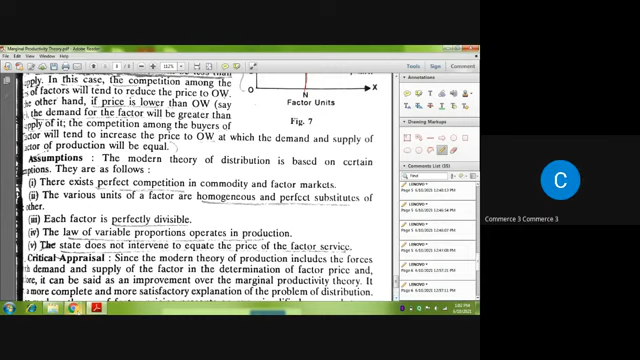 Marginal Productivity Theory.pdf - Adobe Reader
File Edit View Window Help
112%
Tools Sign Comment
ply. In this case, the competition among the
of factors will tend to reduce the price to OW.
the other hand, if price is lower than OW (say
the demand for the factor will be greater than
supply of it; the competition among the buyers of
factor will tend to increase the price to OW at which the demand and supply of
factor of production will be equal.
O
N
X
Factor Units
Fig. 7
Assumptions : The modern theory of distribution is based on certain
mptions. They are as follows :
(i) There exists perfect competition in commodity and factor markets.
(ii) The various units of a factor are homogeneous and perfect substitutes of
other.
(iii) Each factor is perfectly divisible.
(iv) The law of variable proportions operates in production.
(v) The state does not intervene to equate the price of the factor service.
Critical Appraisal : Since the modern theory of production includes the forces
demand and supply of the factor in the determination of factor price and,
fore, it can be said as an improvement over the marginal productivity theory. It
more complete and more satisfactory explanation of the problem of distribution.
Annotations
Drawing Markups
Comments List
Find
LENOVO
LENOVO
LENOVO
LENOVO
LENOVO
LENOVO
C
Commerce 3 Commerce 3